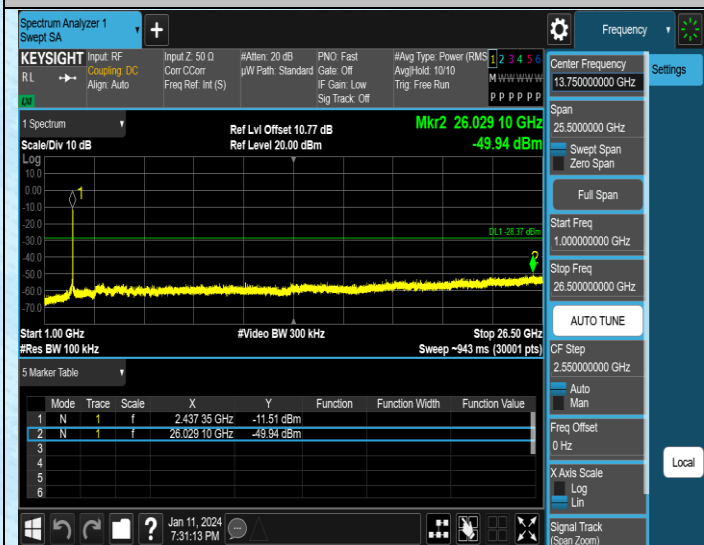 Spectrum Analyzer 1
Swept SA
Frequency
KEYSIGHT
RL
LXI
Input: RF
Coupling: DC
Align: Auto
Input Z: 50 Ω
Corr CCorr
Freq Ref: Int (S)
#Atten: 20 dB
µW Path: Standard
PNO: Fast
Gate: Off
IF Gain: Low
Sig Track: Off
#Avg Type: Power (RMS
Avg|Hold: 10/10
Trig: Free Run
1 2 3 4 5 6
M W W W W W
P P P P P P
1 Spectrum
Scale/Div 10 dB
Log
Ref Lvl Offset 10.77 dB
Ref Level 20.00 dBm
Mkr2 26.029 10 GHz
-49.94 dBm
10.0
0.00
-10.0
-20.0
-30.0
-40.0
-50.0
-60.0
-70.0
1
DL1 -28.37 dBm
2
Start 1.00 GHz
#Res BW 100 kHz
#Video BW 300 kHz
Stop 26.50 GHz
Sweep ~943 ms (30001 pts)
5 Marker Table
Mode Trace Scale X Y Function Function Width Function Value
1 N 1 f 2.437 35 GHz -11.51 dBm
2 N 1 f 26.029 10 GHz -49.94 dBm
3
4
5
6
Center Frequency
13.75000000 GHz
Span
25.5000000 GHz
Swept Span
Zero Span
Full Span
Start Freq
1.000000000 GHz
Stop Freq
26.500000000 GHz
AUTO TUNE
CF Step
2.550000000 GHz
Auto
Man
Freq Offset
0 Hz
X Axis Scale
Log
Lin
Signal Track
(Span Zoom)
Settings
Local
?
Jan 11, 2024
7:31:13 PM